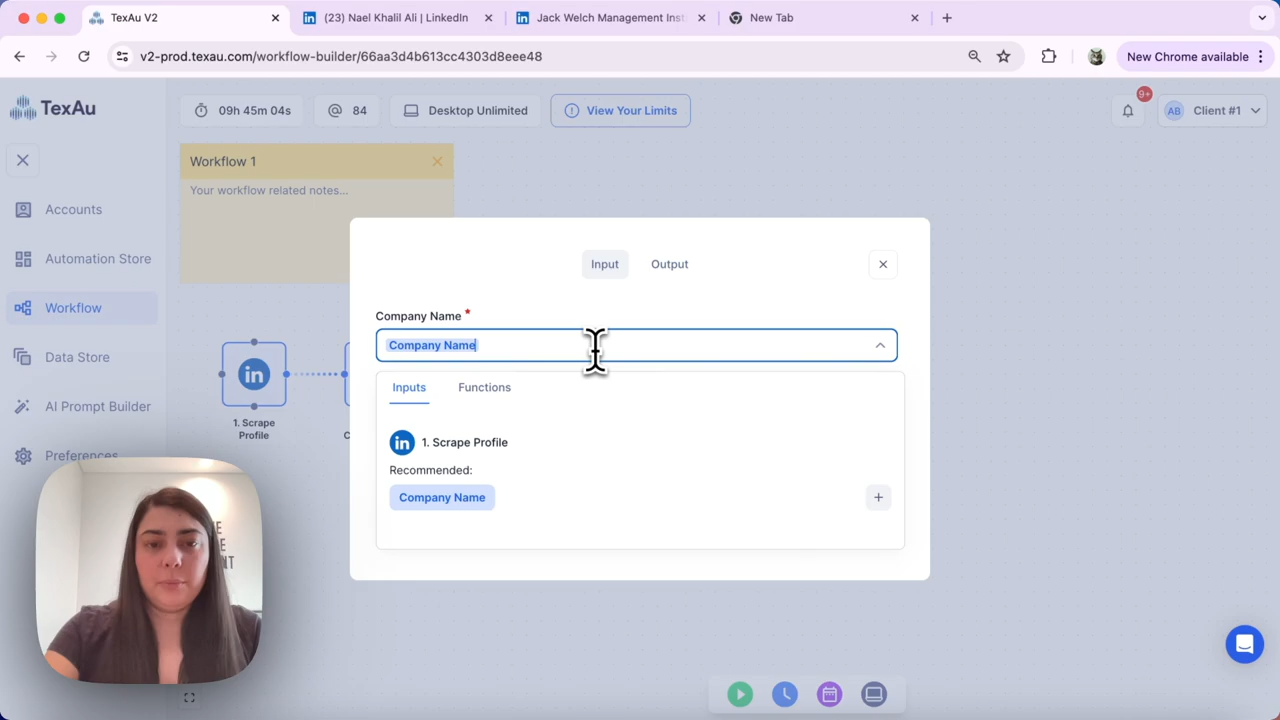 TexAu V2
(23) Nael Khalil Ali | LinkedIn
Jack Welch Management Inst
New Tab
v2-prod.texau.com/workflow-builder/66aa3d4b613cc4303d8eee48
New Chrome available
TexAu
09h 45m 04s
84
Desktop Unlimited
View Your Limits
9+
AB
Client #1
Workflow 1
Your workflow related notes...
Accounts
Automation Store
Workflow
Data Store
AI Prompt Builder
Preferences
1. Scrape
Profile
C
Input
Output
Company Name *
Company Name
Inputs
Functions
1. Scrape Profile
Recommended:
Company Name